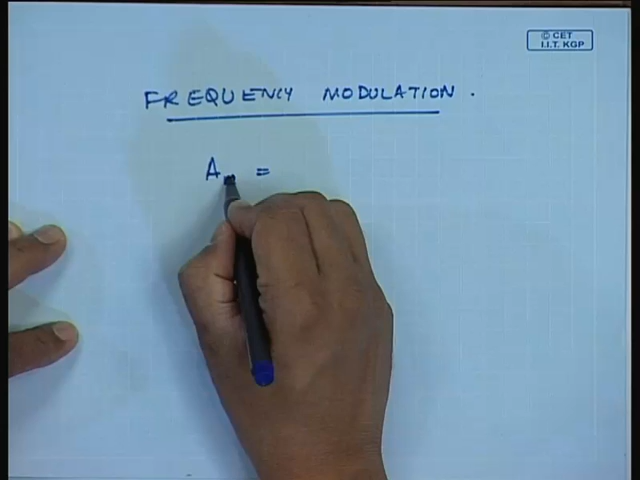 © CET
I.I.T. KGP
FREQUENCY MODULATION.
A =